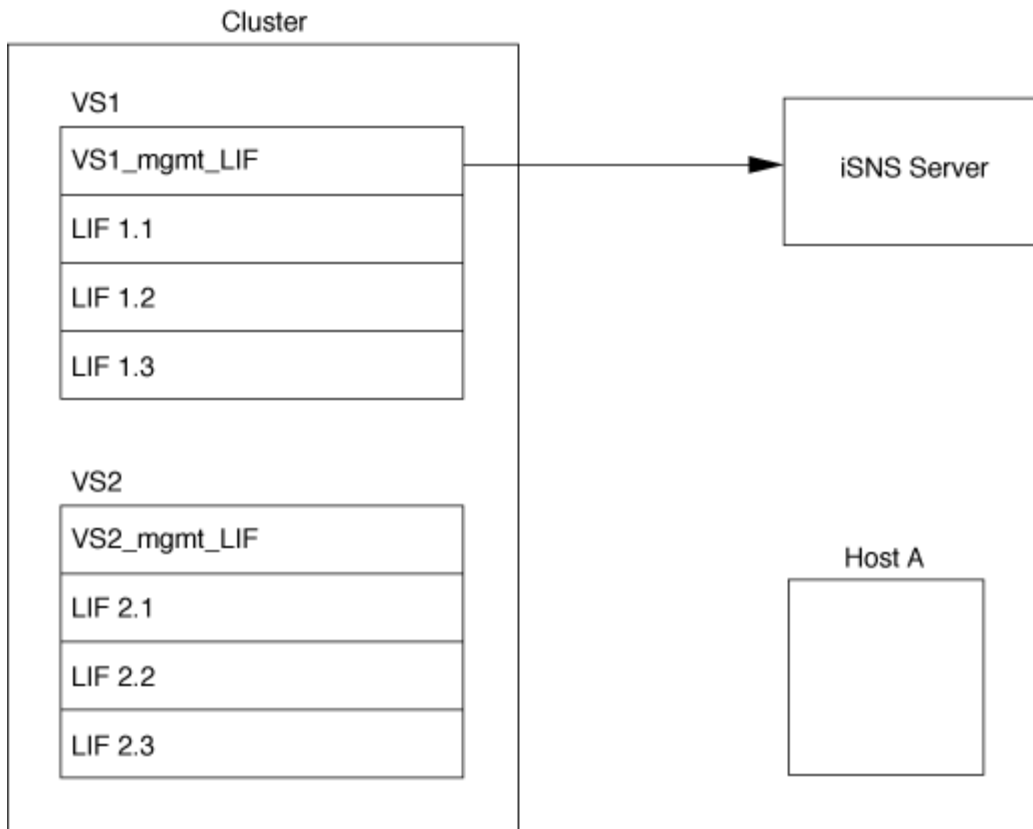 Cluster
VS1
VS1_mgmt_LIF
LIF 1.1
LIF 1.2
LIF 1.3
iSNS Server
VS2
VS2_mgmt_LIF
LIF 2.1
LIF 2.2
LIF 2.3
Host A